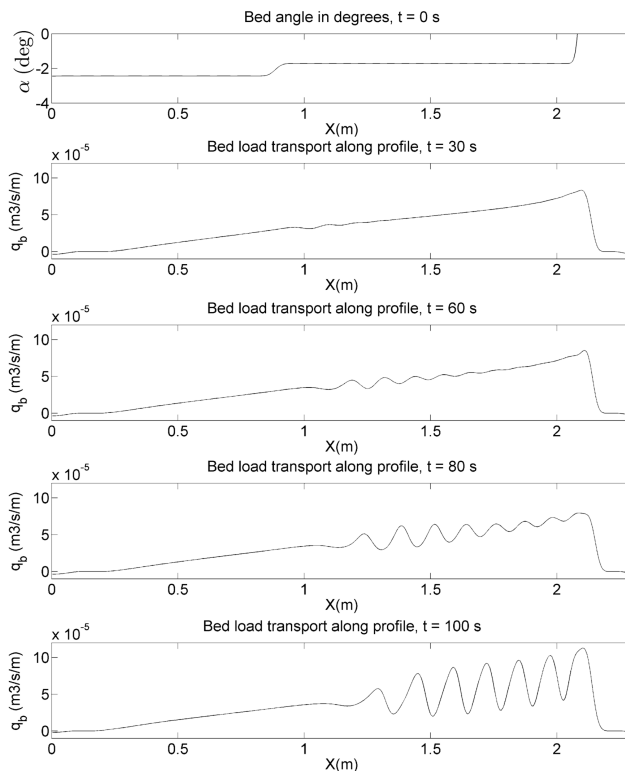 Bed angle in degrees, t = 0 s
α (deg)
0
-2
-4
0 0.5 1 1.5 2
X(m)
Bed load transport along profile, t = 30 s
x 10⁻⁵
q_b (m3/s/m)
10
5
0
0 0.5 1 1.5 2
X(m)
Bed load transport along profile, t = 60 s
x 10⁻⁵
q_b (m3/s/m)
10
5
0
0 0.5 1 1.5 2
X(m)
Bed load transport along profile, t = 80 s
x 10⁻⁵
q_b (m3/s/m)
10
5
0
0 0.5 1 1.5 2
X(m)
Bed load transport along profile, t = 100 s
x 10⁻⁵
q_b (m3/s/m)
10
5
0
0 0.5 1 1.5 2
X(m)